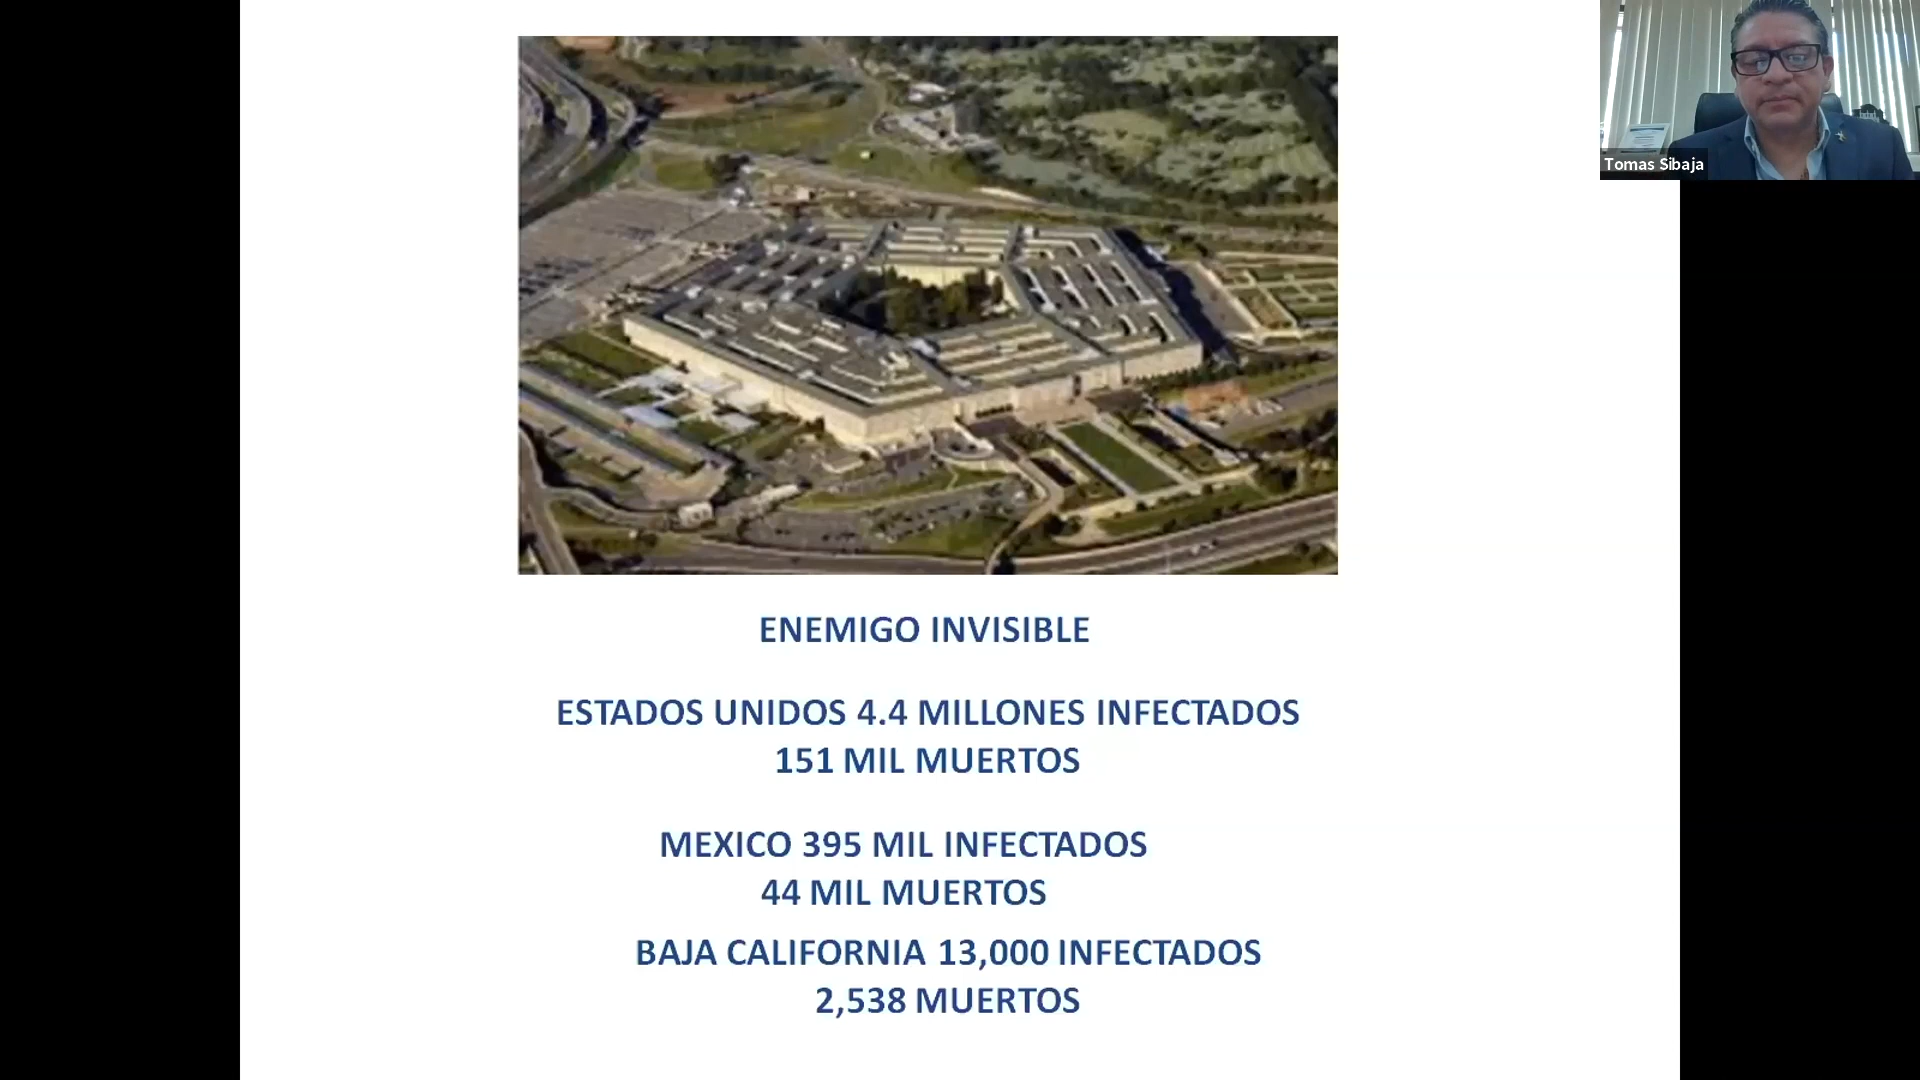 Tomas Sibaja
ENEMIGO INVISIBLE
ESTADOS UNIDOS 4.4 MILLONES INFECTADOS
151 MIL MUERTOS
MEXICO 395 MIL INFECTADOS
44 MIL MUERTOS
BAJA CALIFORNIA 13,000 INFECTADOS
2,538 MUERTOS